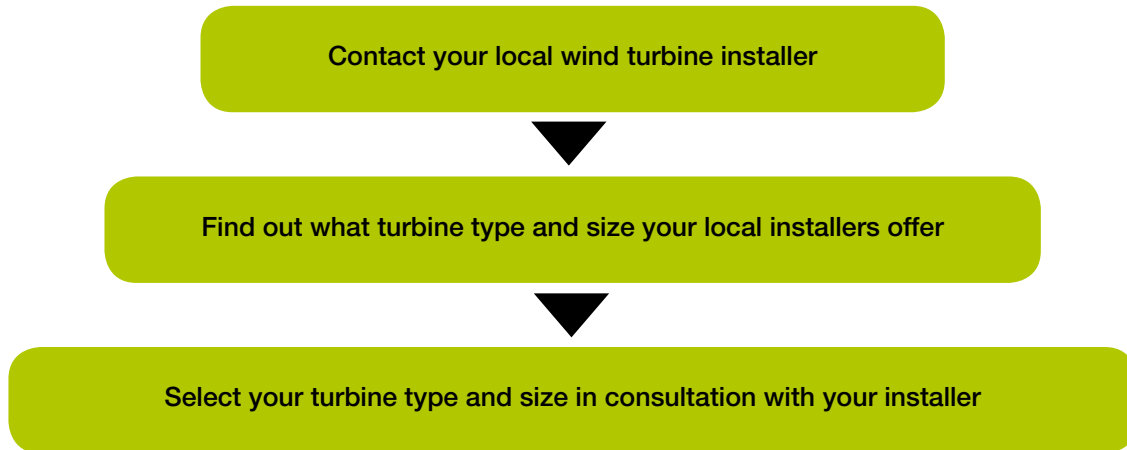 Contact your local wind turbine installer
Find out what turbine type and size your local installers offer
Select your turbine type and size in consultation with your installer